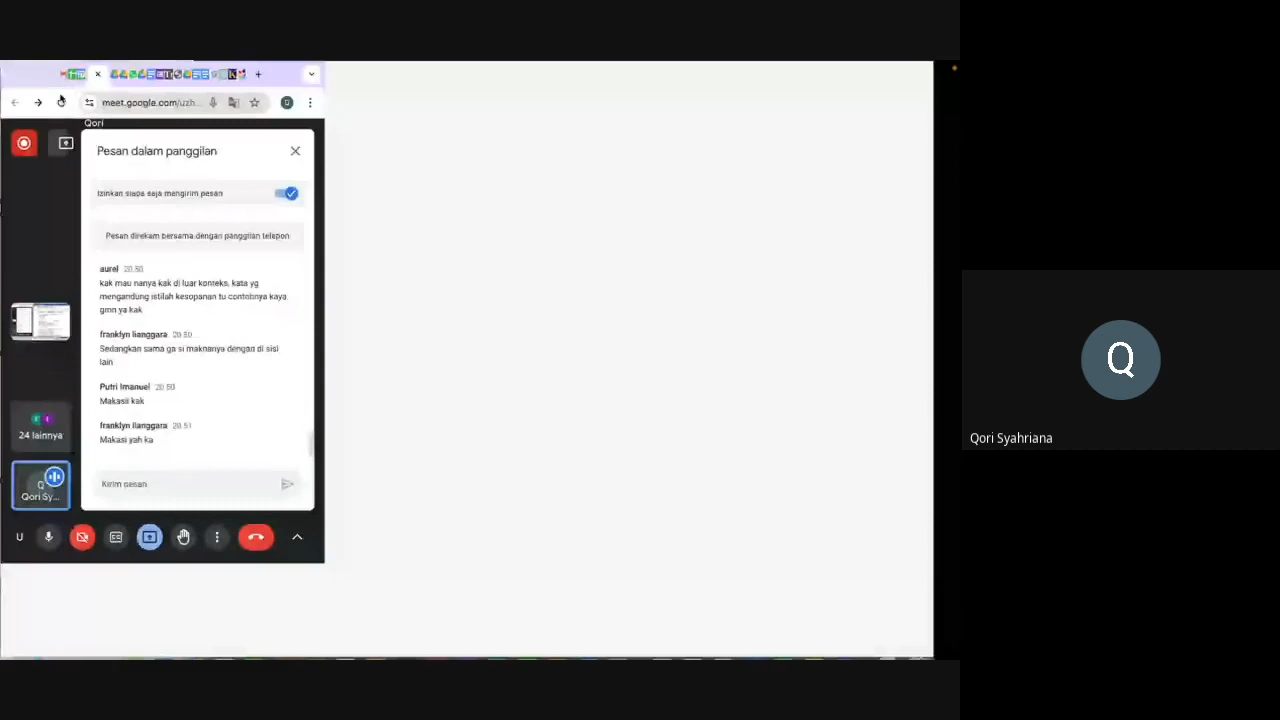 meet.google.com/uzh...
Qori
Pesan dalam panggilan
Izinkan siapa saja mengirim pesan
Pesan direkam bersama dengan panggilan telepon
aurel 20.50
kak mau nanya kak di luar konteks, kata yg
mengandung istilah kesopanan tu contohnya kaya
gmn ya kak
franklyn lianggara 20.50
Sedangkan sama ga si maknanya dengan di sisi
lain
Putri Imanuel 20.50
Makasii kak
franklyn lianggara 20.51
Makasi yah ka
24 lainnya
Kirim pesan
Q
Qori Sy...
U
Q
Qori Syahriana